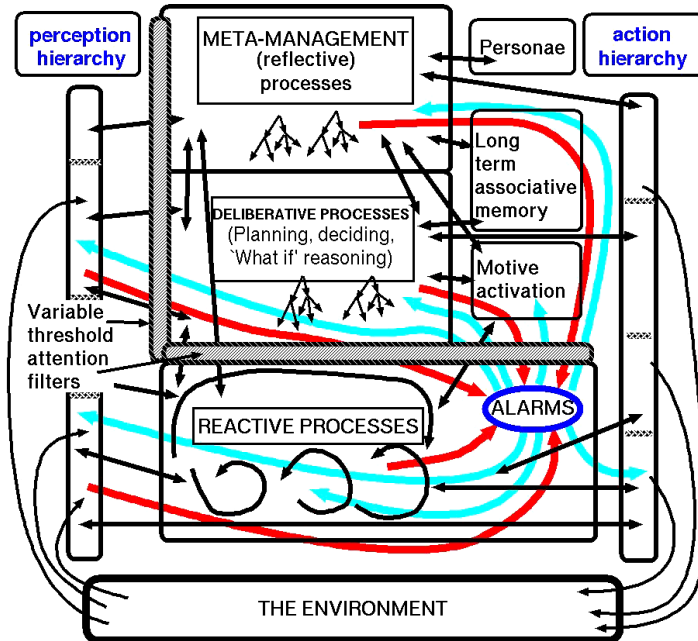 perception
hierarchy
META-MANAGEMENT
(reflective)
processes
Personae
action
hierarchy
Long
term
associative
memory
DELIBERATIVE PROCESSES
(Planning, deciding,
`What if' reasoning)
Motive
activation
Variable
threshold
attention
filters
REACTIVE PROCESSES
ALARMS
THE ENVIRONMENT